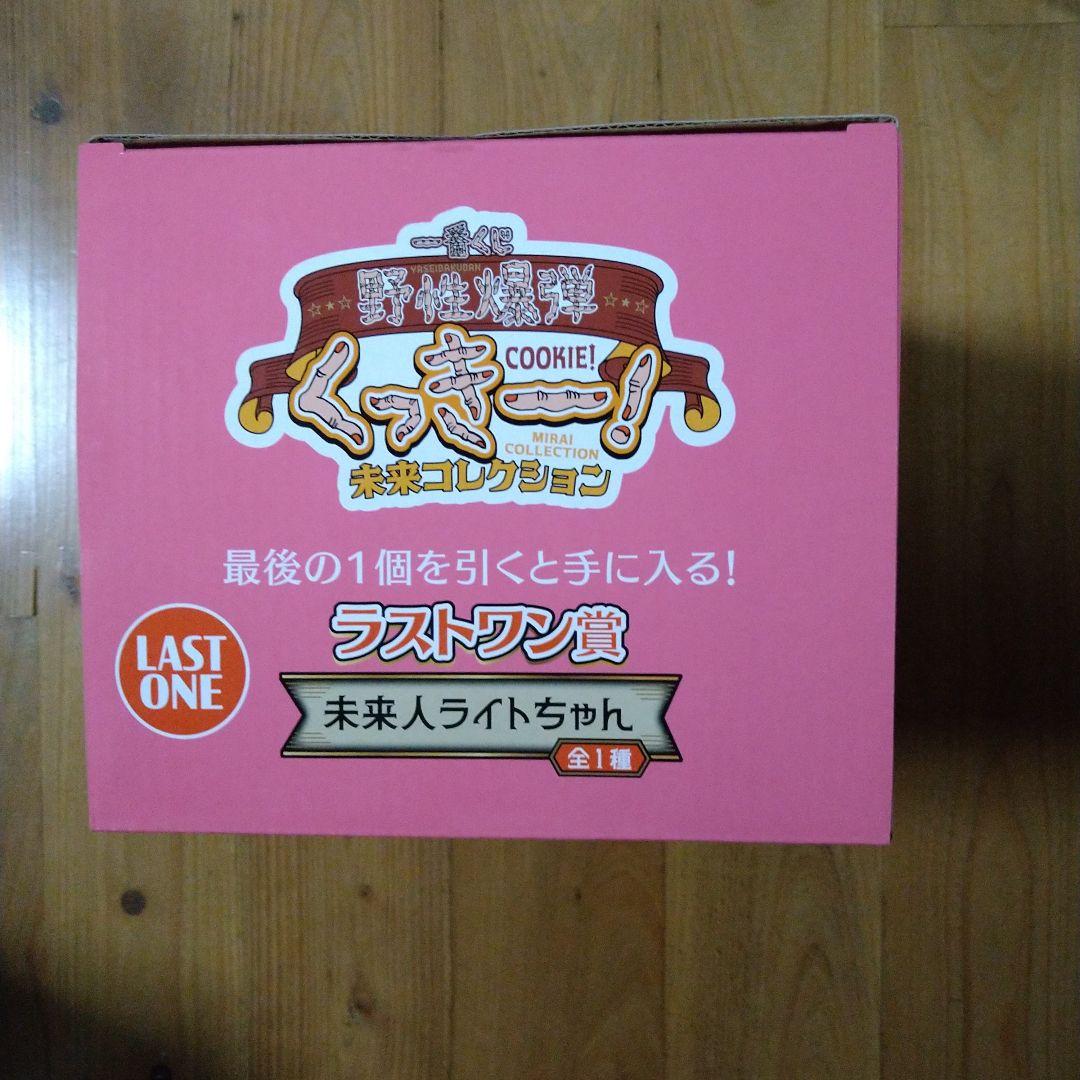 一番くじ
YASEIBAKUDAN
野性爆弾
COOKIE!
くっきー!
MIRAI
COLLECTION
未来コレクション
最後の1個を引くと手に入る!
ラストワン賞
LAST
ONE
未来人ライトちゃん
全1種